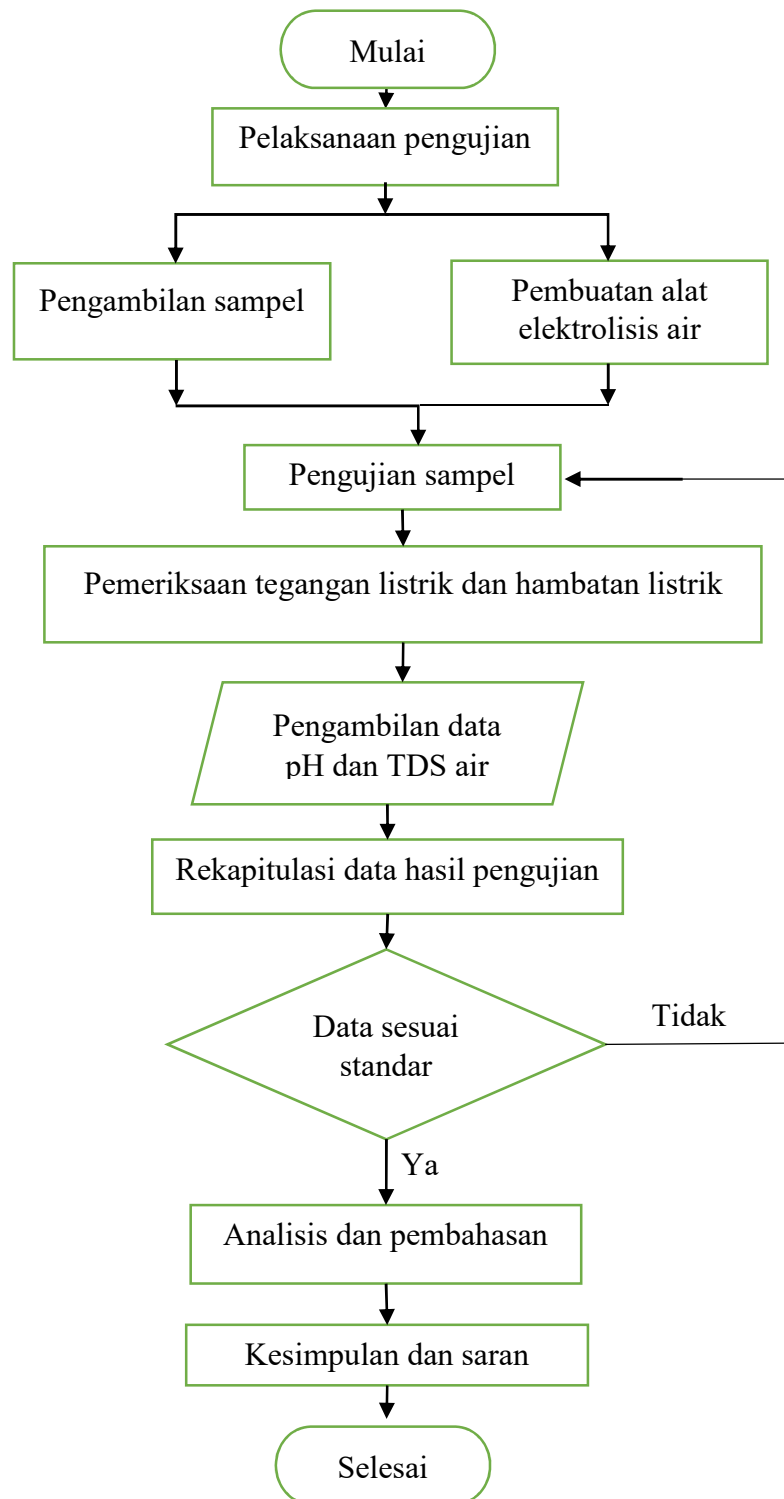 Mulai
Pelaksanaan pengujian
Pengambilan sampel
Pembuatan alat
elektrolisis air
Pengujian sampel
Pemeriksaan tegangan listrik dan hambatan listrik
Pengambilan data
pH dan TDS air
Rekapitulasi data hasil pengujian
Data sesuai
standar
Tidak
Ya
Analisis dan pembahasan
Kesimpulan dan saran
Selesai